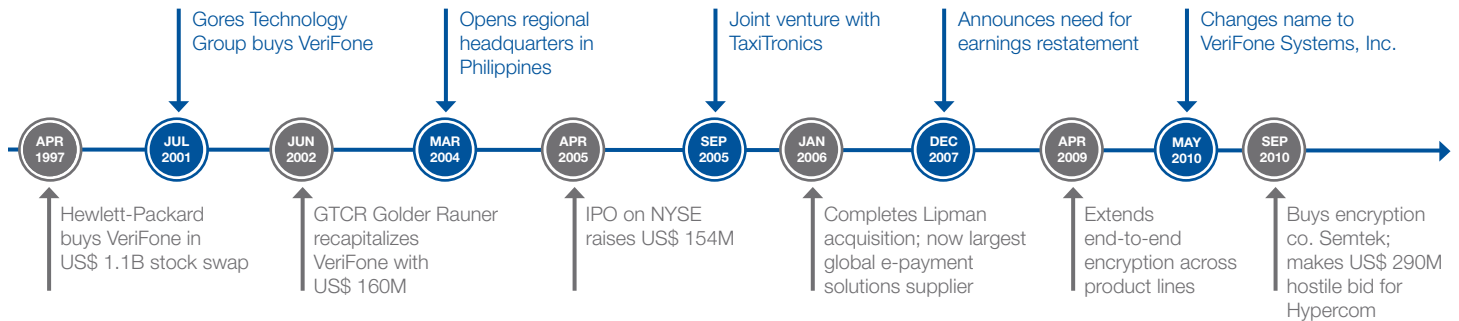 Gores Technology
Group buys VeriFone
Opens regional
headquarters in
Philippines
Joint venture with
TaxiTronics
Announces need for
earnings restatement
Changes name to
VeriFone Systems, Inc.
APR
1997
JUL
2001
JUN
2002
MAR
2004
APR
2005
SEP
2005
JAN
2006
DEC
2007
APR
2009
MAY
2010
SEP
2010
Hewlett-Packard
buys VeriFone in
US$ 1.1B stock swap
GTCR Golder Rauner
recapitalizes
VeriFone with
US$ 160M
IPO on NYSE
raises US$ 154M
Completes Lipman
acquisition; now largest
global e-payment
solutions supplier
Extends
end-to-end
encryption across
product lines
Buys encryption
co. Semtek;
makes US$ 290M
hostile bid for
Hypercom